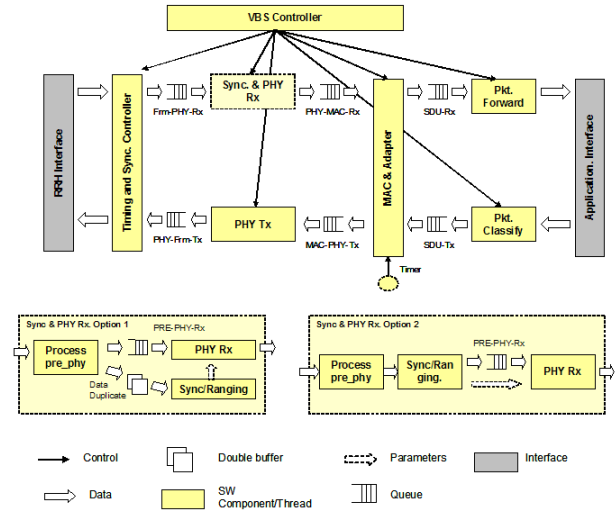 VBS Controller
RRH Interface
Timing and Sync. Controller
Frm-PHY-Rx
Sync. & PHY
Rx
PHY-MAC-Rx
MAC & Adapter
SDU-Rx
Pkt.
Forward
Application. Interface
PHY-Frm-Tx
PHY Tx
MAC-PHY-Tx
SDU-Tx
Pkt.
Classify
Timer
Sync & PHY Rx. Option 1
PRE-PHY-Rx
Process
pre_phy
PHY Rx
Data
Duplicate
Sync/Ranging
Sync & PHY Rx. Option 2
PRE-PHY-Rx
Process
pre_phy
Sync/Ran
ging.
PHY Rx
Control
Double buffer
Parameters
Interface
Data
SW
Component/Thread
Queue